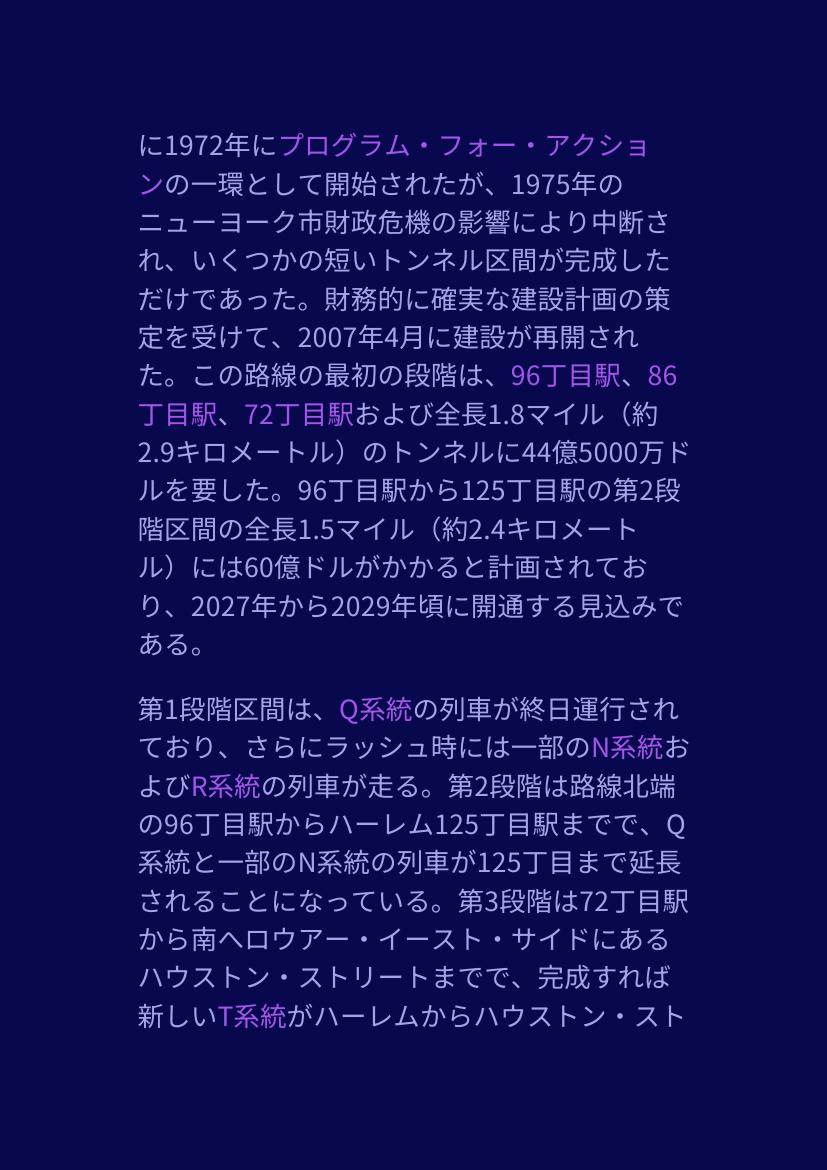 に1972年にプログラム・フォー・アクショ
ンの一環として開始されたが、1975年の
ニューヨーク市財政危機の影響により中断さ
れ、いくつかの短いトンネル区間が完成した
だけであった。財務的に確実な建設計画の策
定を受けて、2007年4月に建設が再開され
た。この路線の最初の段階は、96丁目駅、86
丁目駅、72丁目駅および全長1.8マイル（約
2.9キロメートル）のトンネルに44億5000万ド
ルを要した。96丁目駅から125丁目駅の第2段
階区間の全長1.5マイル（約2.4キロメート
ル）には60億ドルがかかると計画されてお
り、2027年から2029年頃に開通する見込みで
ある。
第1段階区間は、Q系統の列車が終日運行され
ており、さらにラッシュ時には一部のN系統お
よびR系統の列車が走る。第2段階は路線北端
の96丁目駅からハーレム125丁目駅までで、Q
系統と一部のN系統の列車が125丁目まで延長
されることになっている。第3段階は72丁目駅
から南へロウアー・イースト・サイドにある
ハウストン・ストリートまでで、完成すれば
新しいT系統がハーレムからハウストン・スト